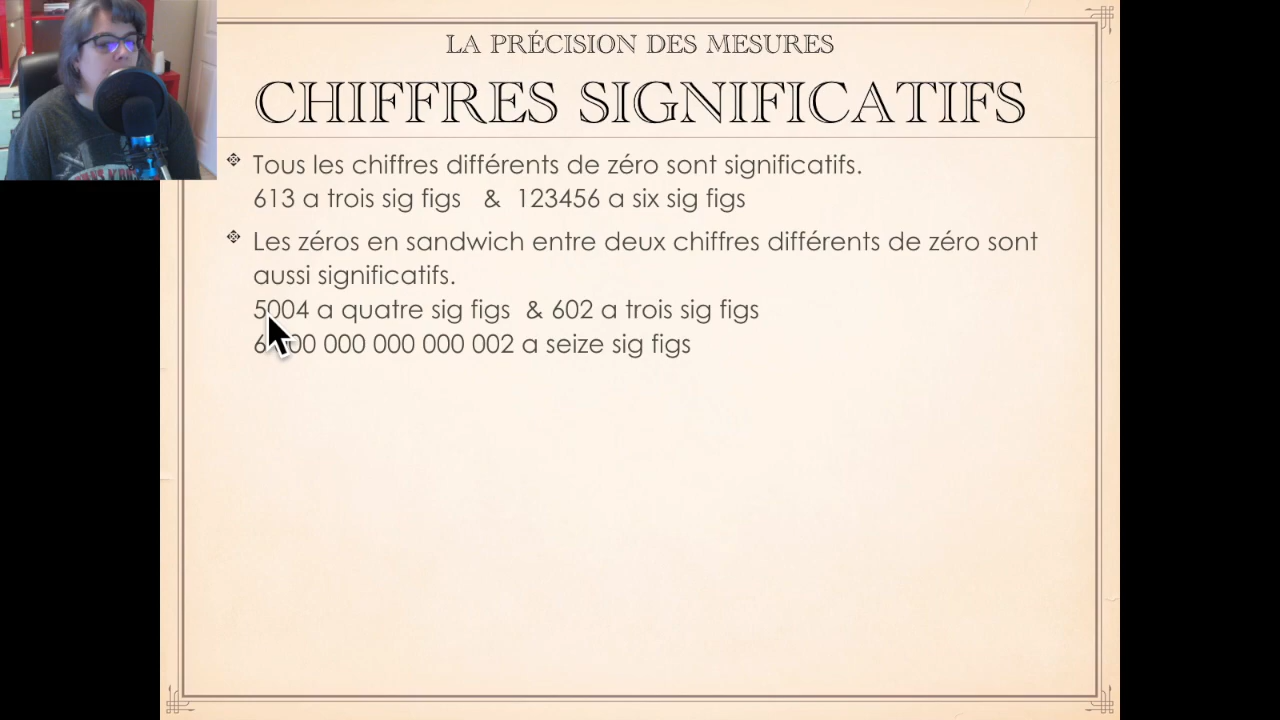 LA PRÉCISION DES MESURES
CHIFFRES SIGNIFICATIFS
Tous les chiffres différents de zéro sont significatifs.
613 a trois sig figs & 123456 a six sig figs
Les zéros en sandwich entre deux chiffres différents de zéro sont
aussi significatifs.
5004 a quatre sig figs & 602 a trois sig figs
000 000 000 002 a seize sig figs